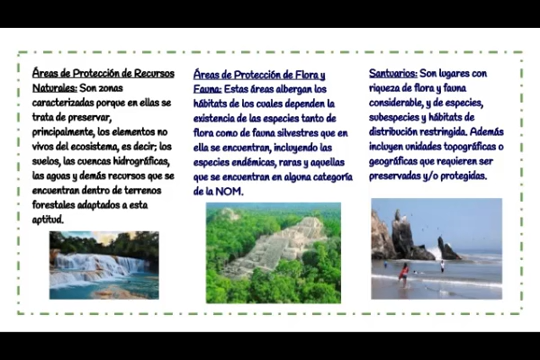 Áreas de Protección de Recursos
Naturales: Son zonas
caracterizadas porque en ellas se
trata de preservar,
principalmente, los elementos no
vivos del ecosistema, es decir; los
suelos, las cuencas hidrográficas,
las aguas y demás recursos que se
encuentran dentro de terrenos
forestales adaptados a esta
aptitud.
Áreas de Protección de Flora y
Fauna: Estas áreas albergan los
hábitats de los cuales dependen la
existencia de las especies tanto de
flora como de fauna silvestres que en
ella se encuentran, incluyendo las
especies endémicas, raras y aquellas
que se encuentran en alguna categoría
de la NOM.
Santuarios: Son lugares con
riqueza de flora y fauna
considerable, y de especies,
subespecies y hábitats de
distribución restringida. Además
incluyen unidades topográficas o
geográficas que requieren ser
preservadas y/o protegidas.